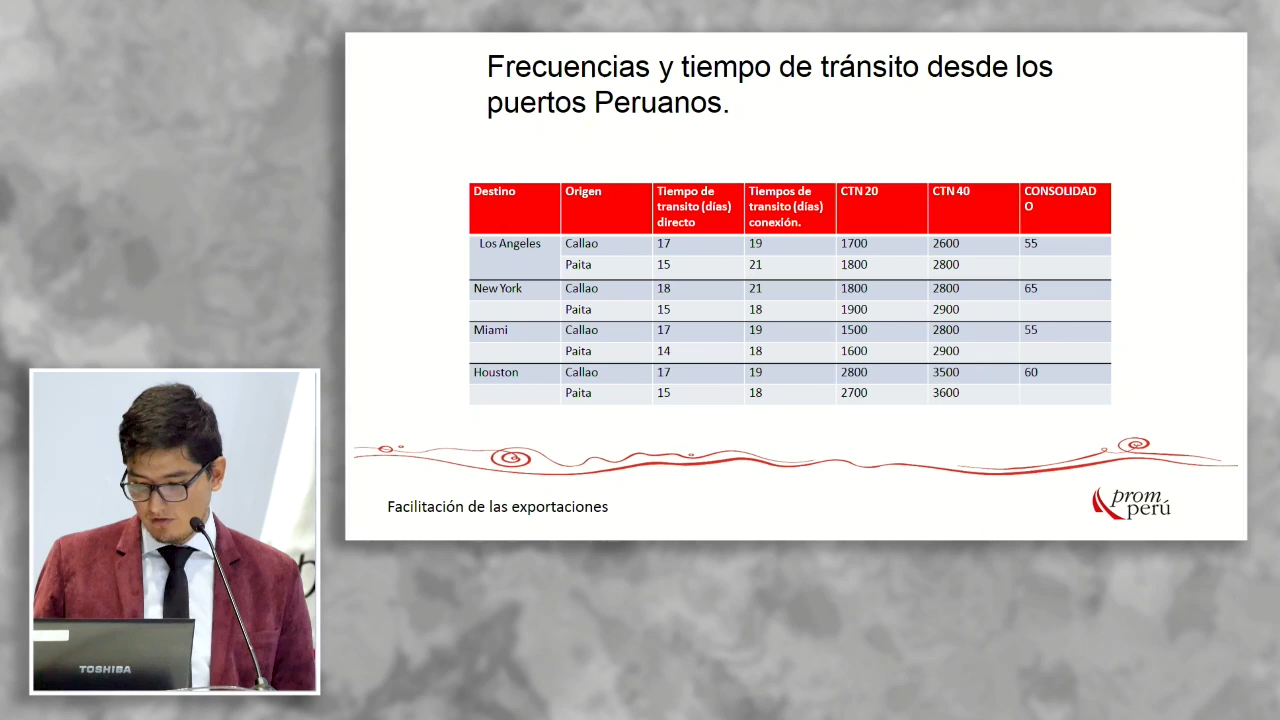 Frecuencias y tiempo de tránsito desde los
puertos Peruanos.
Destino Origen Tiempo de transito (días) directo Tiempos de transito (días) conexión. CTN 20 CTN 40 CONSOLIDADO
Los Angeles Callao 17 19 1700 2600 55
Paita 15 21 1800 2800
New York Callao 18 21 1800 2800 65
Paita 15 18 1900 2900
Miami Callao 17 19 1500 2800 55
Paita 14 18 1600 2900
Houston Callao 17 19 2800 3500 60
Paita 15 18 2700 3600
Facilitación de las exportaciones
prom
perú
TOSHIBA